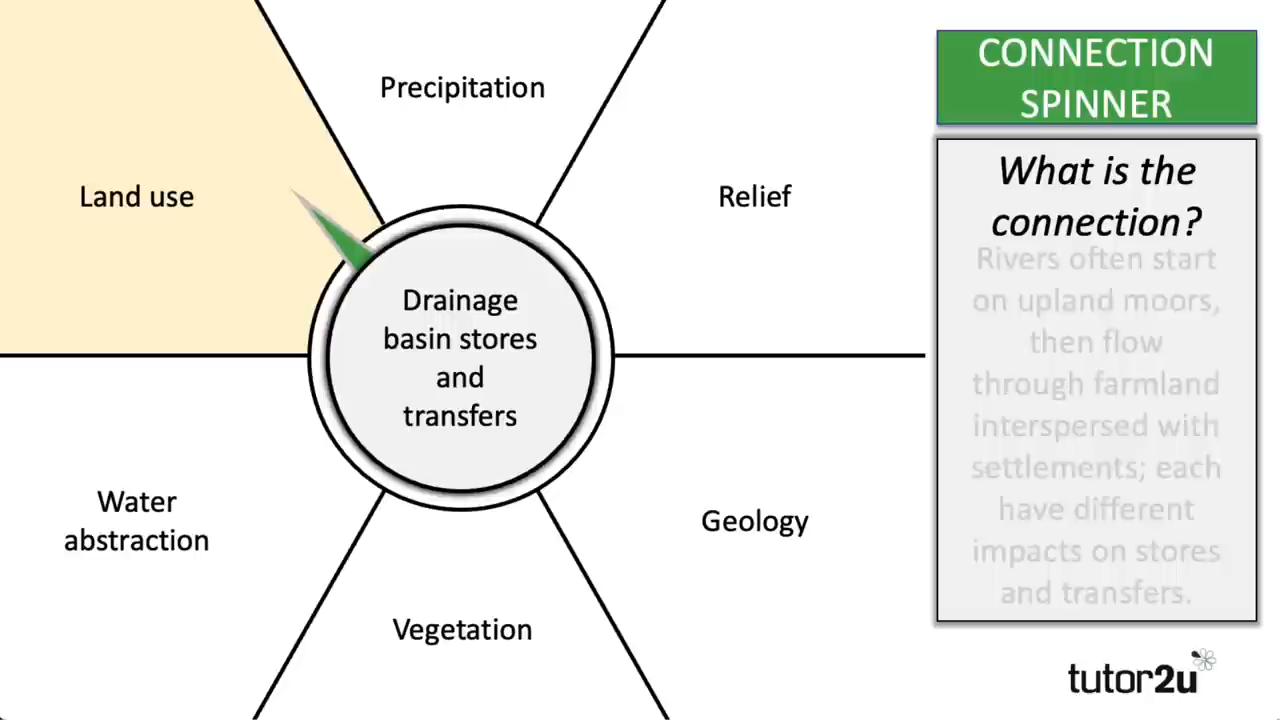 Precipitation
Land use
Relief
Drainage
basin stores
and
transfers
Water
abstraction
Geology
Vegetation
CONNECTION
SPINNER
What is the
connection?
Rivers often start
on upland moors,
then flow
through farmland
interspersed with
settlements; each
have different
impacts on stores
and transfers.
tutor2u